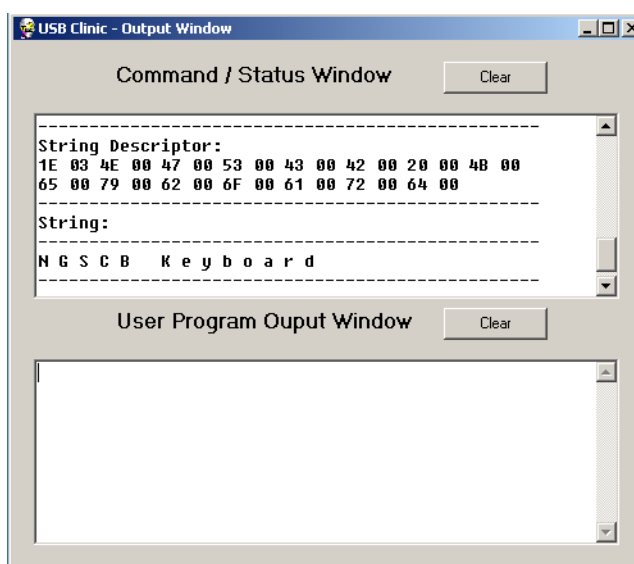 USB Clinic - Output Window
Command / Status Window Clear
------------------------------------------------------
String Descriptor:
1E 03 4E 00 47 00 53 00 43 00 42 00 20 00 4B 00
65 00 79 00 62 00 6F 00 61 00 72 00 64 00
------------------------------------------------------
String:
------------------------------------------------------
N G S C B   K e y b o a r d
------------------------------------------------------
User Program Ouput Window Clear